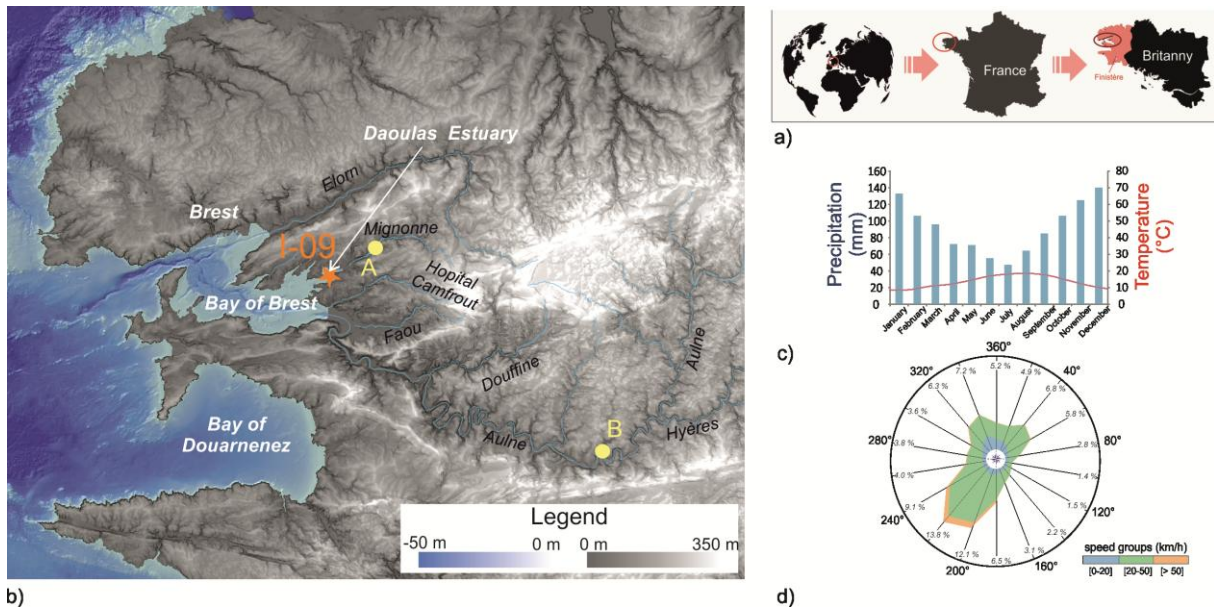 Daoulas Estuary
Elorn
Brest
Mignonne
I-09
A
Hopital
Camfrout
Bay of Brest
Faou
Douffine
Aulne
Bay of
Douarnenez
B
Aulne
Hyères
Legend
-50 m
0 m
0
350 m
b)
France
Finistère
Britanny
a)
Precipitation
(mm)
160
140
120
100
80
60
40
20
0
80
70
60
50
40
30
20
10
0
Temperature
(°C)
January
February
March
April
May
June
July
August
September
October
November
December
c)
360°
40°
80°
120°
160°
200°
240°
280°
320°
5.2 %
4.9 %
6.8 %
5.8 %
2.8 %
1.4 %
1.5 %
2.2 %
3.1 %
6.5 %
12.1 %
13.8 %
9.1 %
4.0 %
3.8 %
3.6 %
6.3 %
7.2 %
speed groups (km/h)
[0-20] [20-50] [> 50]
d)